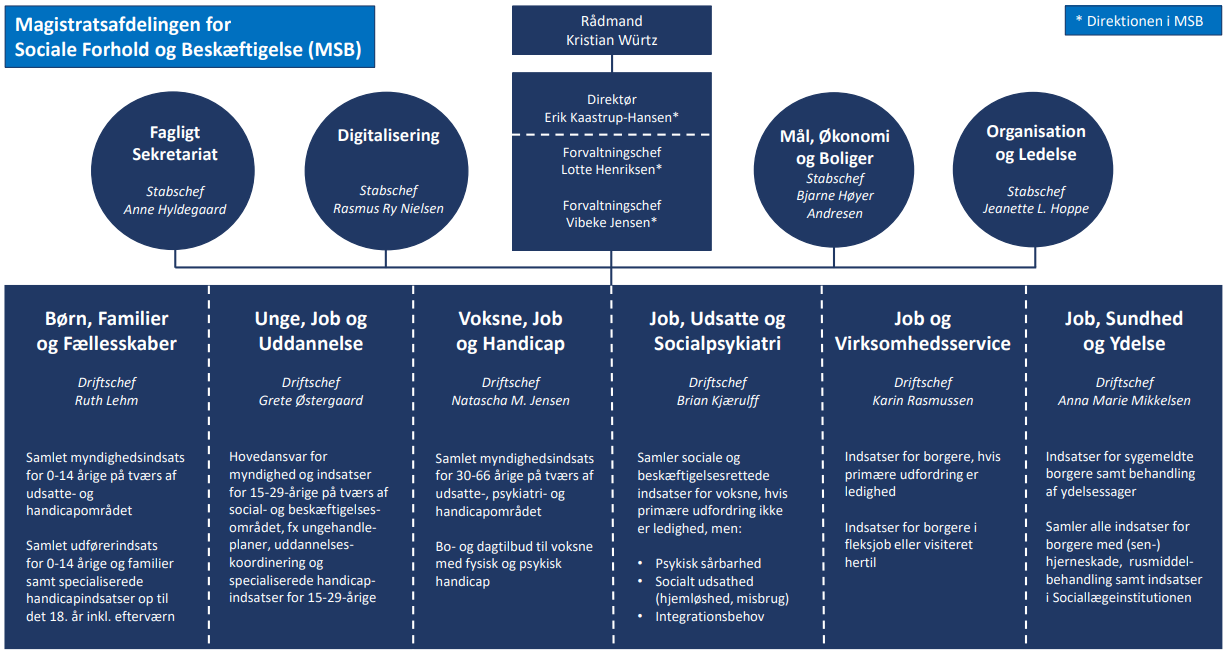 Magistratsafdelingen for
Sociale Forhold og Beskæftigelse (MSB)
Rådmand
Kristian Würtz
* Direktionen i MSB
Direktør
Erik Kaastrup-Hansen*
Forvaltningschef
Lotte Henriksen*
Forvaltningschef
Vibeke Jensen*
Fagligt
Sekretariat
Stabschef
Anne Hyldegaard
Digitalisering
Stabschef
Rasmus Ry Nielsen
Mål, Økonomi
og Boliger
Stabschef
Bjarne Høyer
Andresen
Organisation
og Ledelse
Stabschef
Jeanette L. Hoppe
Børn, Familier
og Fællesskaber
Driftschef
Ruth Lehm
Samlet myndighedsindsats
for 0-14 årige på tværs af
udsatte- og
handicapområdet
Samlet udførerindsats
for 0-14 årige og familier
samt specialiserede
handicapindsatser op til
det 18. år inkl. efterværn
Unge, Job og
Uddannelse
Driftschef
Grete Østergaard
Hovedansvar for
myndighed og indsatser
for 15-29-årige på tværs af
social- og beskæftigelses-
området, fx ungehandle-
planer, uddannelses-
koordinering og
specialiserede handicap-
indsatser for 15-29-årige
Voksne, Job
og Handicap
Driftschef
Natascha M. Jensen
Samlet myndighedsindsats
for 30-66 årige på tværs af
udsatte-, psykiatri- og
handicapområdet
Bo- og dagtilbud til voksne
med fysisk og psykisk
handicap
Job, Udsatte og
Socialpsykiatri
Driftschef
Brian Kjærulff
Samler sociale og
beskæftigelsesrettede
indsatser for voksne, hvis
primære udfordring ikke
er ledighed, men:
• Psykisk sårbarhed
• Socialt udsathed
(hjemløshed, misbrug)
• Integrationsbehov
Job og
Virksomhedsservice
Driftschef
Karin Rasmussen
Indsatser for borgere, hvis
primære udfordring er
ledighed
Indsatser for borgere i
fleksjob eller visiteret
hertil
Job, Sundhed
og Ydelse
Driftschef
Anna Marie Mikkelsen
Indsatser for sygemeldte
borgere samt behandling
af ydelsessager
Samler alle indsatser for
borgere med (sen-)
hjerneskade, rusmiddel-
behandling samt indsatser
i Sociallægeinstitutionen